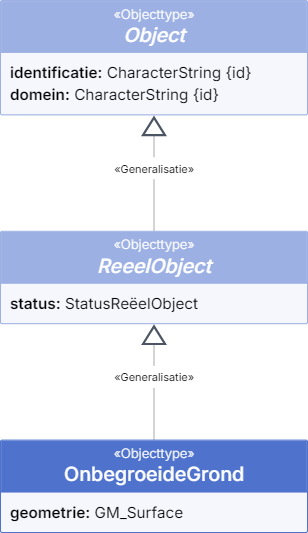 «Objecttype»
Object
identificatie: CharacterString {id}
domein: CharacterString {id}
«Generalisatie»
«Objecttype»
ReeelObject
status: StatusReëelObject
«Generalisatie»
«Objecttype»
OnbegroeideGrond
geometrie: GM_Surface